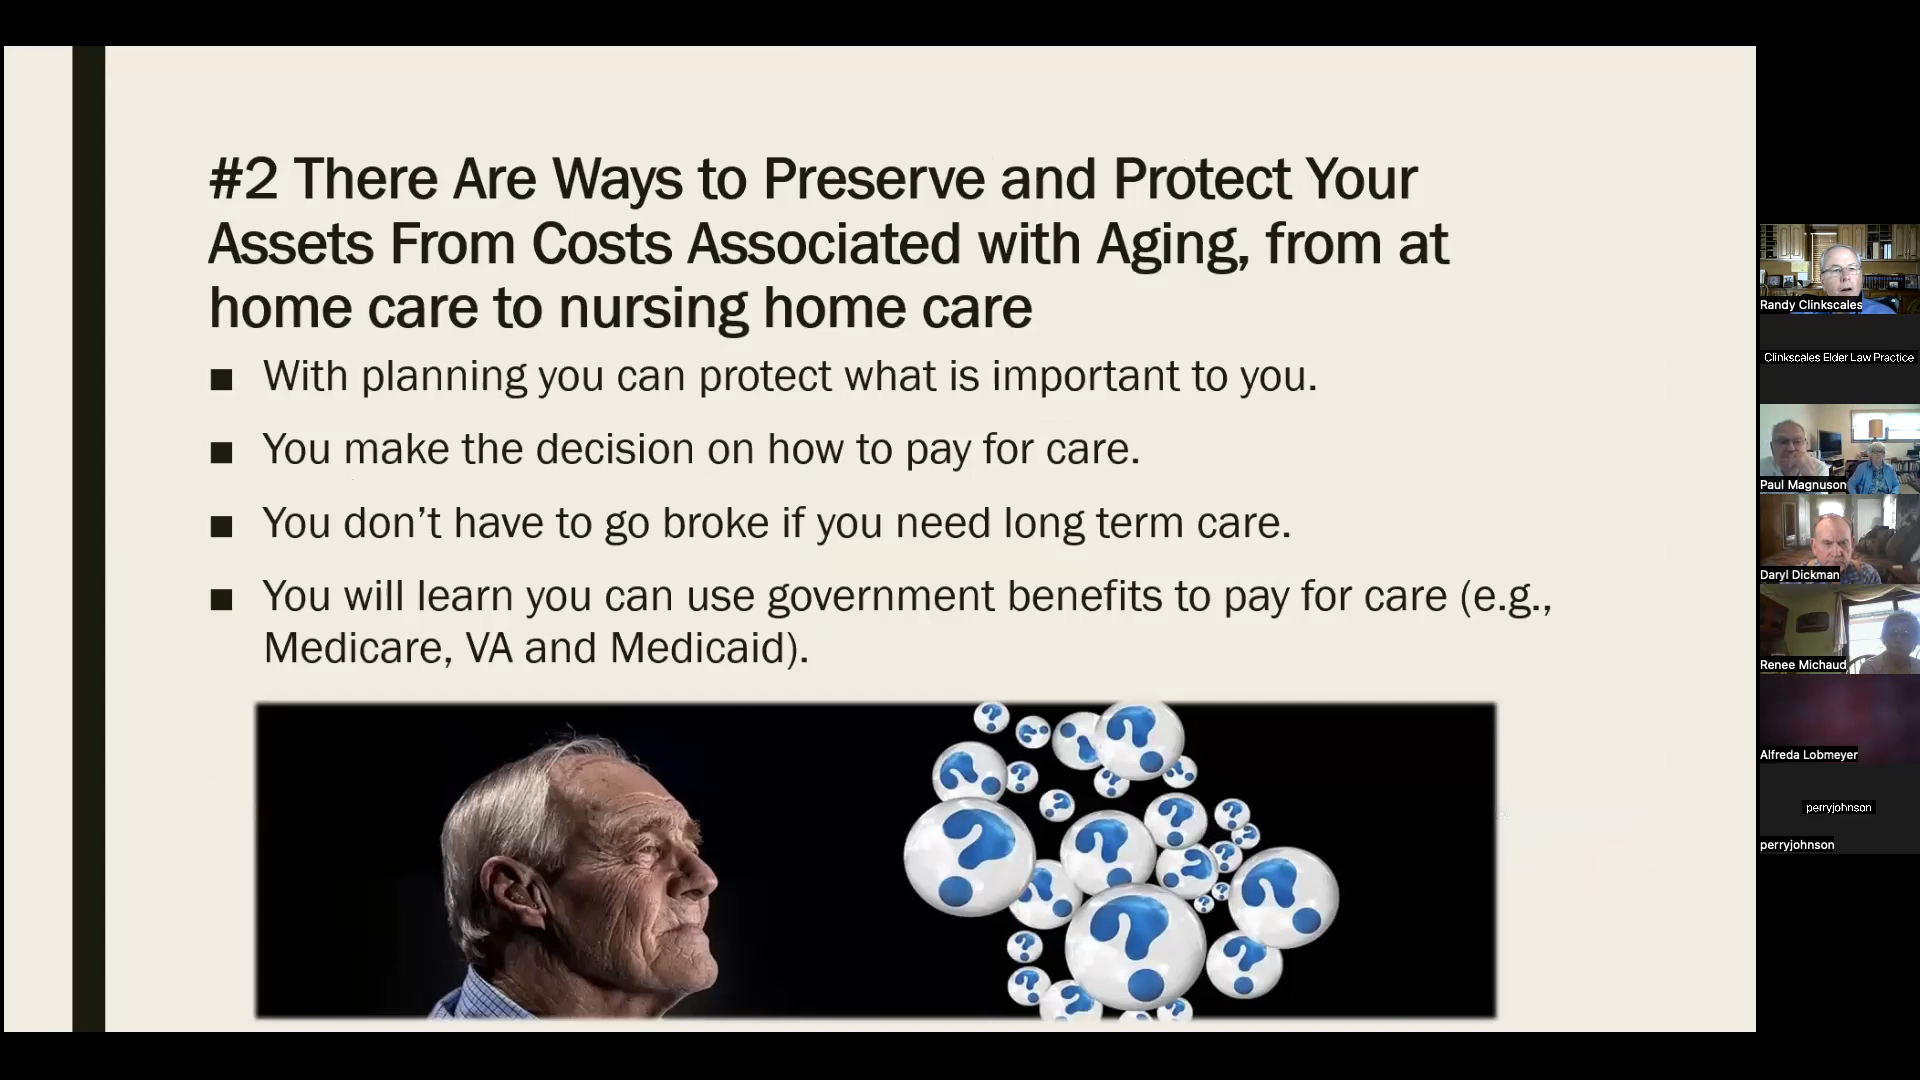 #2 There Are Ways to Preserve and Protect Your
Assets From Costs Associated with Aging, from at
home care to nursing home care
■ With planning you can protect what is important to you.
■ You make the decision on how to pay for care.
■ You don’t have to go broke if you need long term care.
■ You will learn you can use government benefits to pay for care (e.g.,
Medicare, VA and Medicaid).
? ? ? ? ? ? ? ? ? ? ? ? ? ? ? ? ? ? ? ? ? ? ?
Randy Clinkscales
Clinkscales Elder Law Practice
Paul Magnuson
Daryl Dickman
Renee Michaud
Alfreda Lobmeyer
perryjohnson
perryjohnson